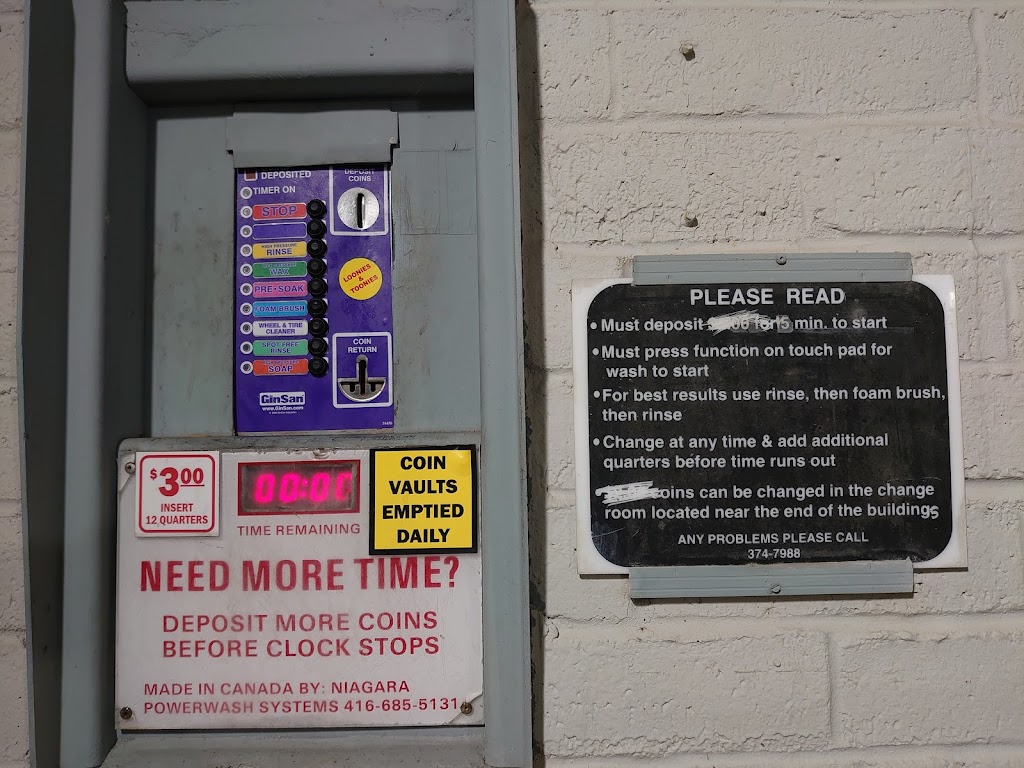 DEPOSITED
TIMER ON
STOP
HIGH PRESSURE
RINSE
WAX
PRE-SOAK
FOAM BRUSH
WHEEL & TIRE
CLEANER
SPOT FREE
RINSE
SOAP
DEPOSIT
COINS
LOONIES
&
TOONIES
COIN
RETURN
GinSan
www.GinSan.com
$3.00
INSERT
12 QUARTERS
00:0
TIME REMAINING
COIN
VAULTS
EMPTIED
DAILY
NEED MORE TIME?
DEPOSIT MORE COINS
BEFORE CLOCK STOPS
MADE IN CANADA BY: NIAGARA
POWERWASH SYSTEMS 416-685-5131
PLEASE READ
• Must deposit for 5 min. to start
• Must press function on touch pad for
wash to start
• For best results use rinse, then foam brush,
then rinse
• Change at any time & add additional
quarters before time runs out
coins can be changed in the change
room located near the end of the buildings
ANY PROBLEMS PLEASE CALL
374-7988